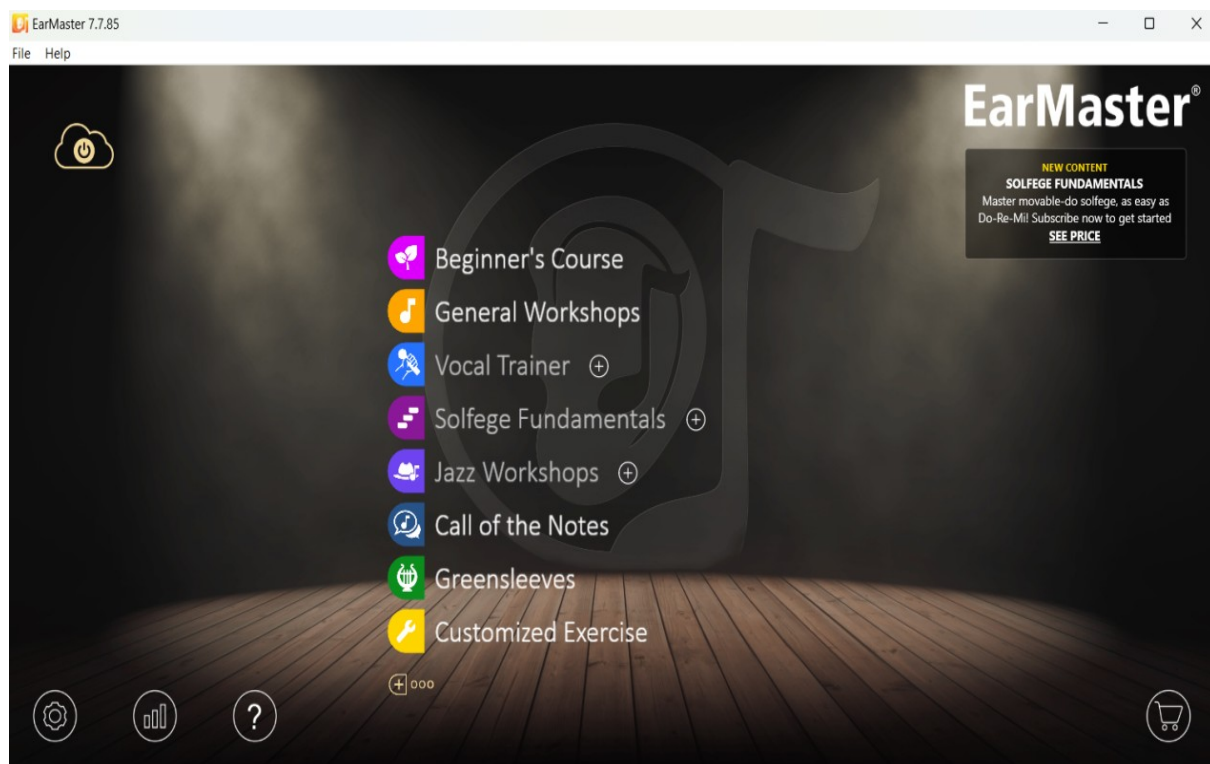 EarMaster 7.7.85
File Help
EarMaster®
NEW CONTENT
SOLFEGE FUNDAMENTALS
Master movable-do solfege, as easy as
Do-Re-Mi! Subscribe now to get started
SEE PRICE
Beginner's Course
General Workshops
Vocal Trainer
Solfege Fundamentals
Jazz Workshops
Call of the Notes
Greensleeves
Customized Exercise
?